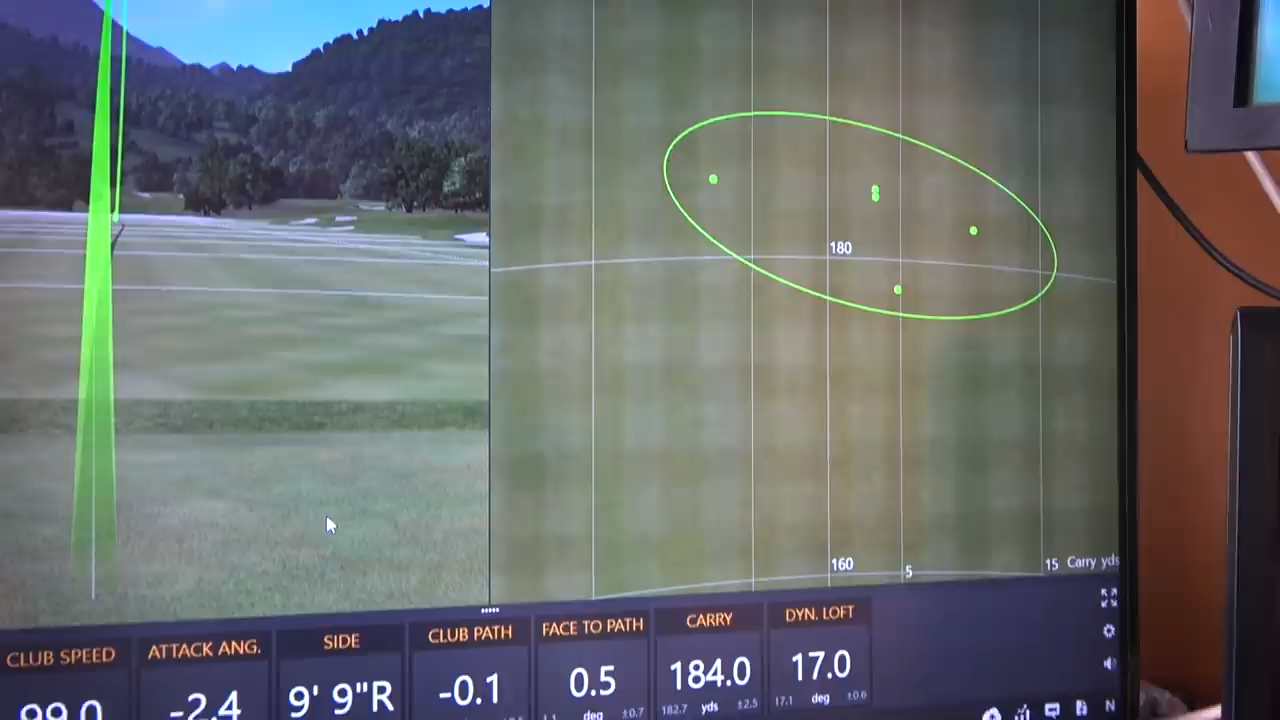 180
160
5
15 Carry yds
CLUB SPEED
ATTACK ANG.
SIDE
CLUB PATH
FACE TO PATH
CARRY
DYN. LOFT
99.0
-2.4
9' 9"R
-0.1
0.5
184.0
17.0
1.1 deg ±0.7
182.7 yds ±2.5
17.1 deg ±0.6
N